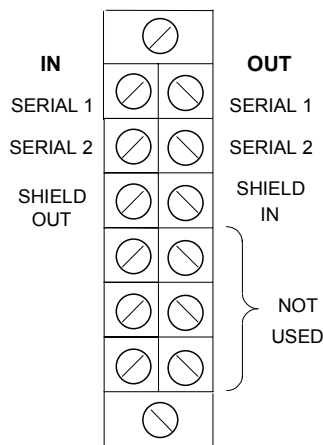 IN
OUT
SERIAL 1
SERIAL 1
SERIAL 2
SERIAL 2
SHIELD
OUT
SHIELD
IN
NOT
USED